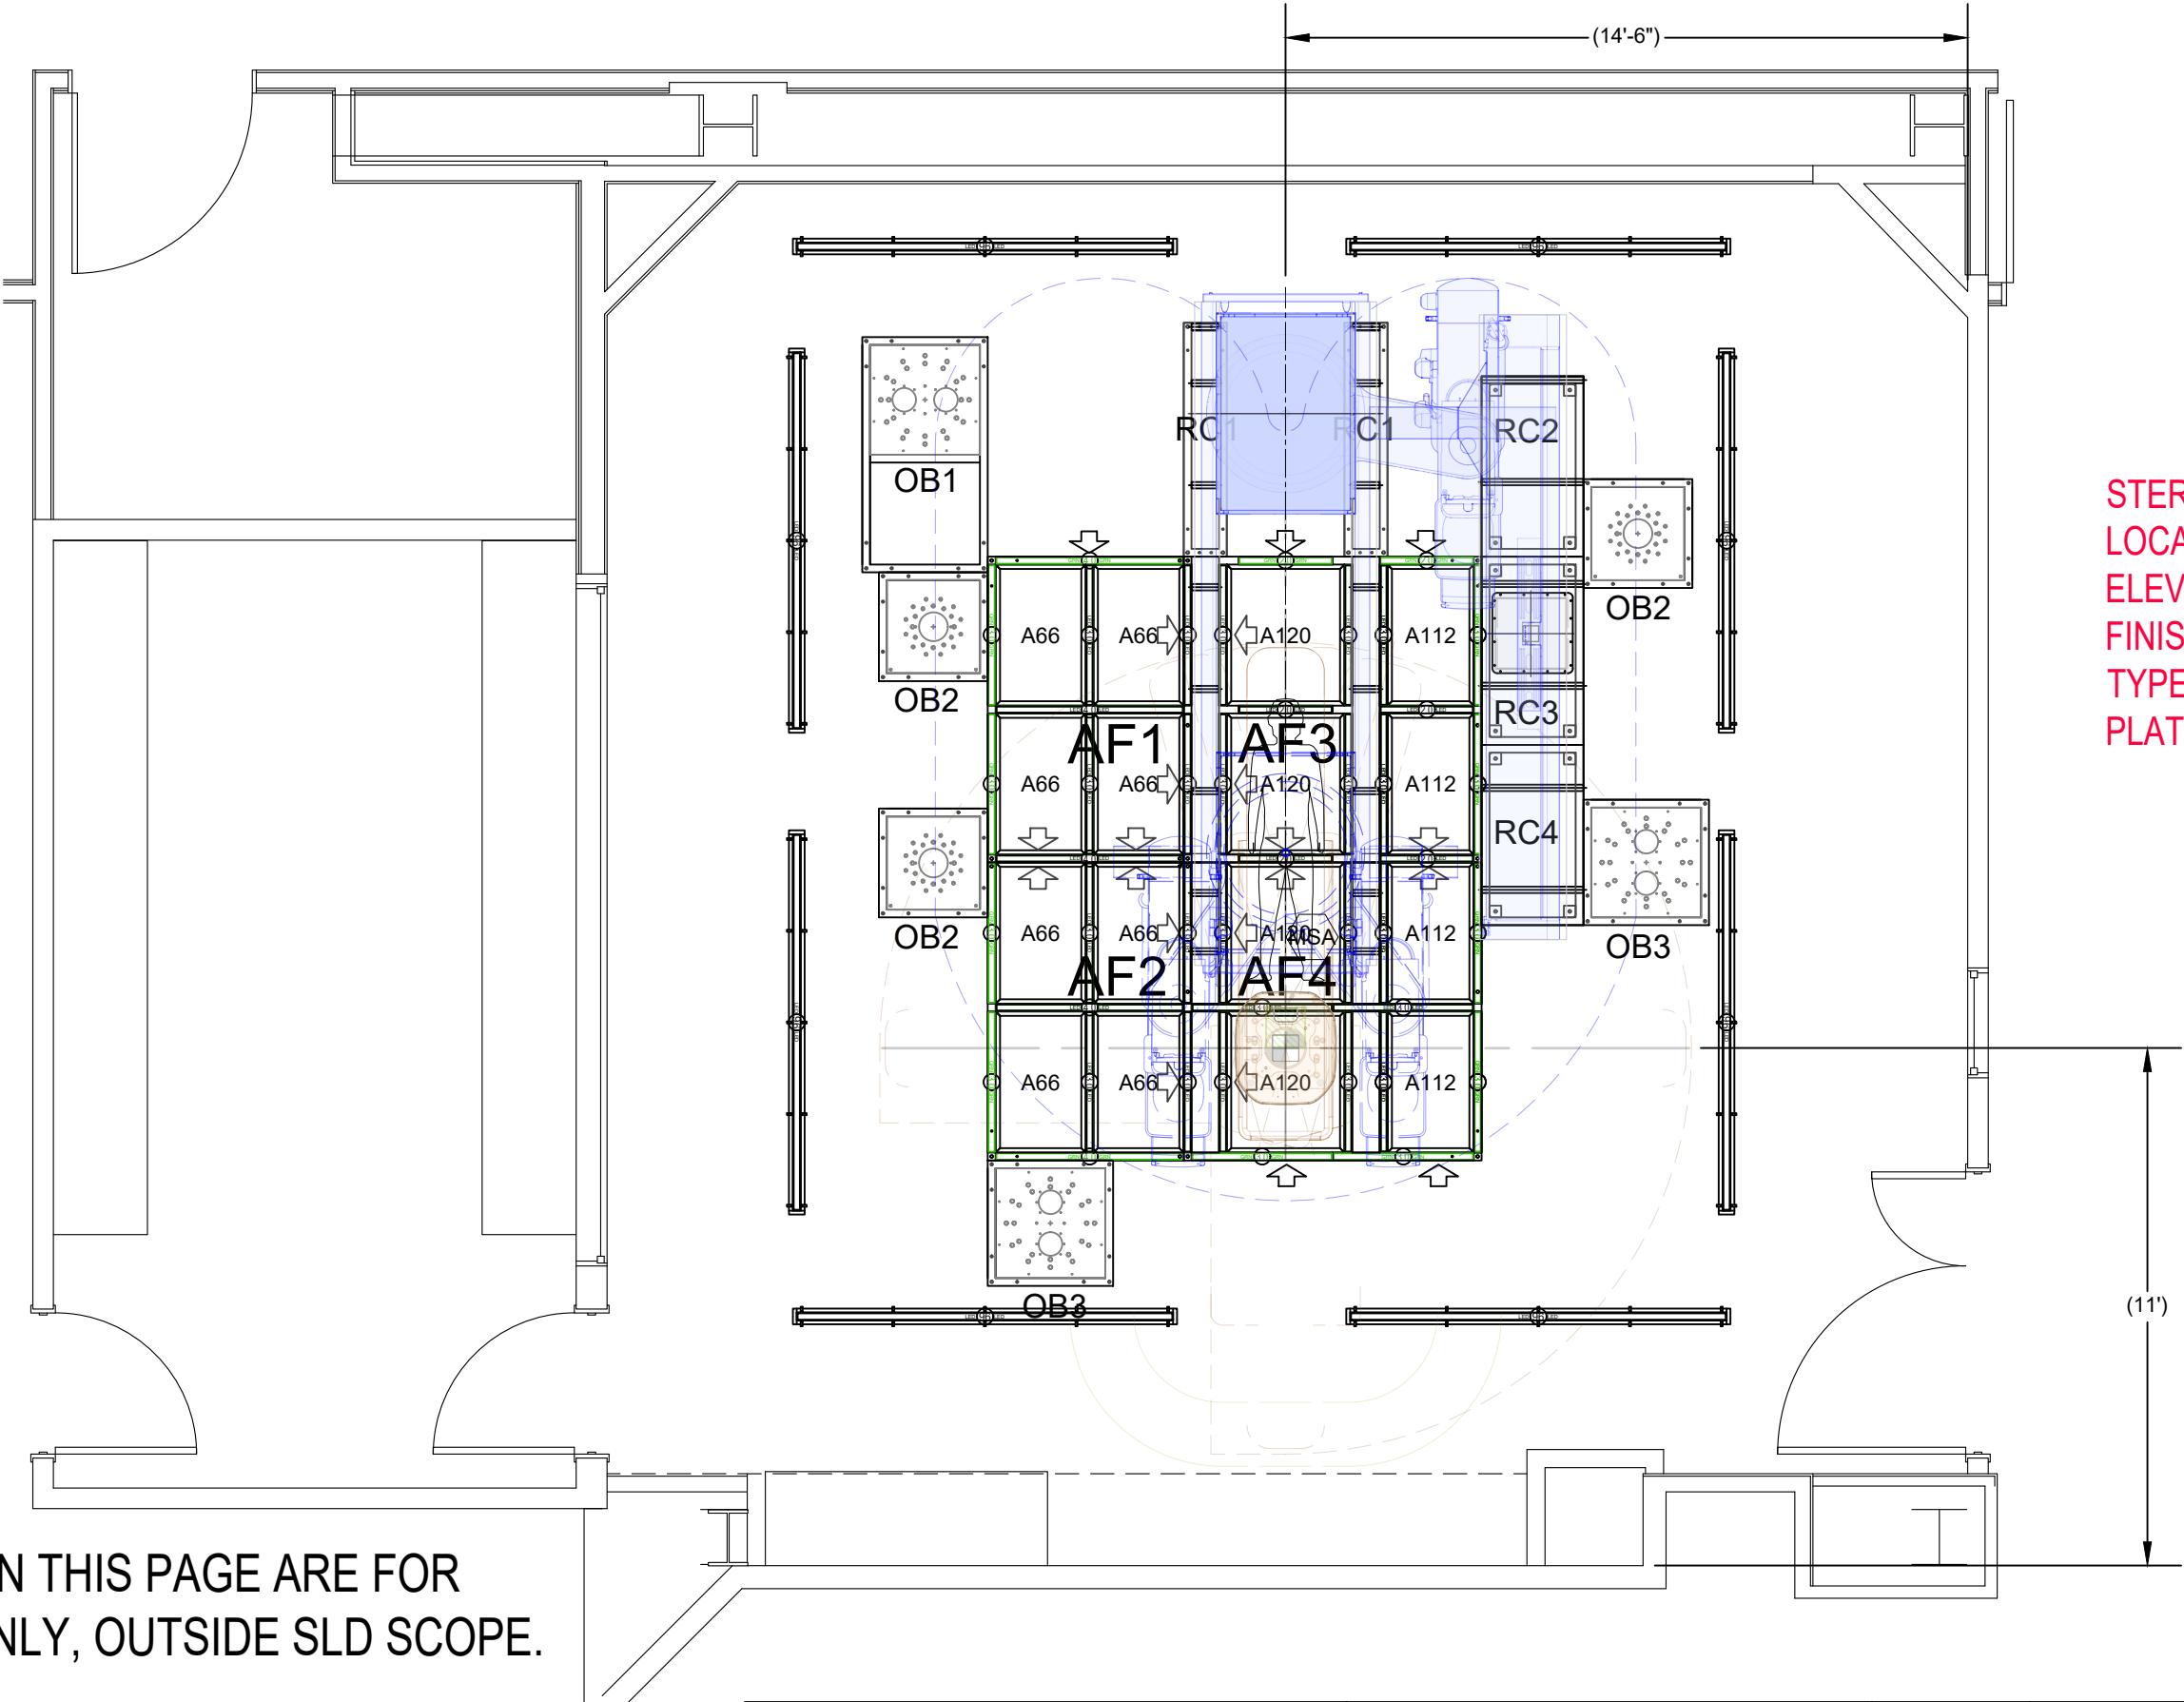 (14'-6")
RC1
RC1
RC2
OB1
OB2
STER
LOCA
ELEV
FINIS
TYPE
PLAT
A66
A66
A120
A112
OB2
RC3
AF1
AF3
A66
A66
A120
A112
RC4
OB2
OB3
A66
A66
A120
MSA
A112
AF2
AF4
A66
A66
A120
A112
OB3
(11')
N THIS PAGE ARE FOR
NLY, OUTSIDE SLD SCOPE.